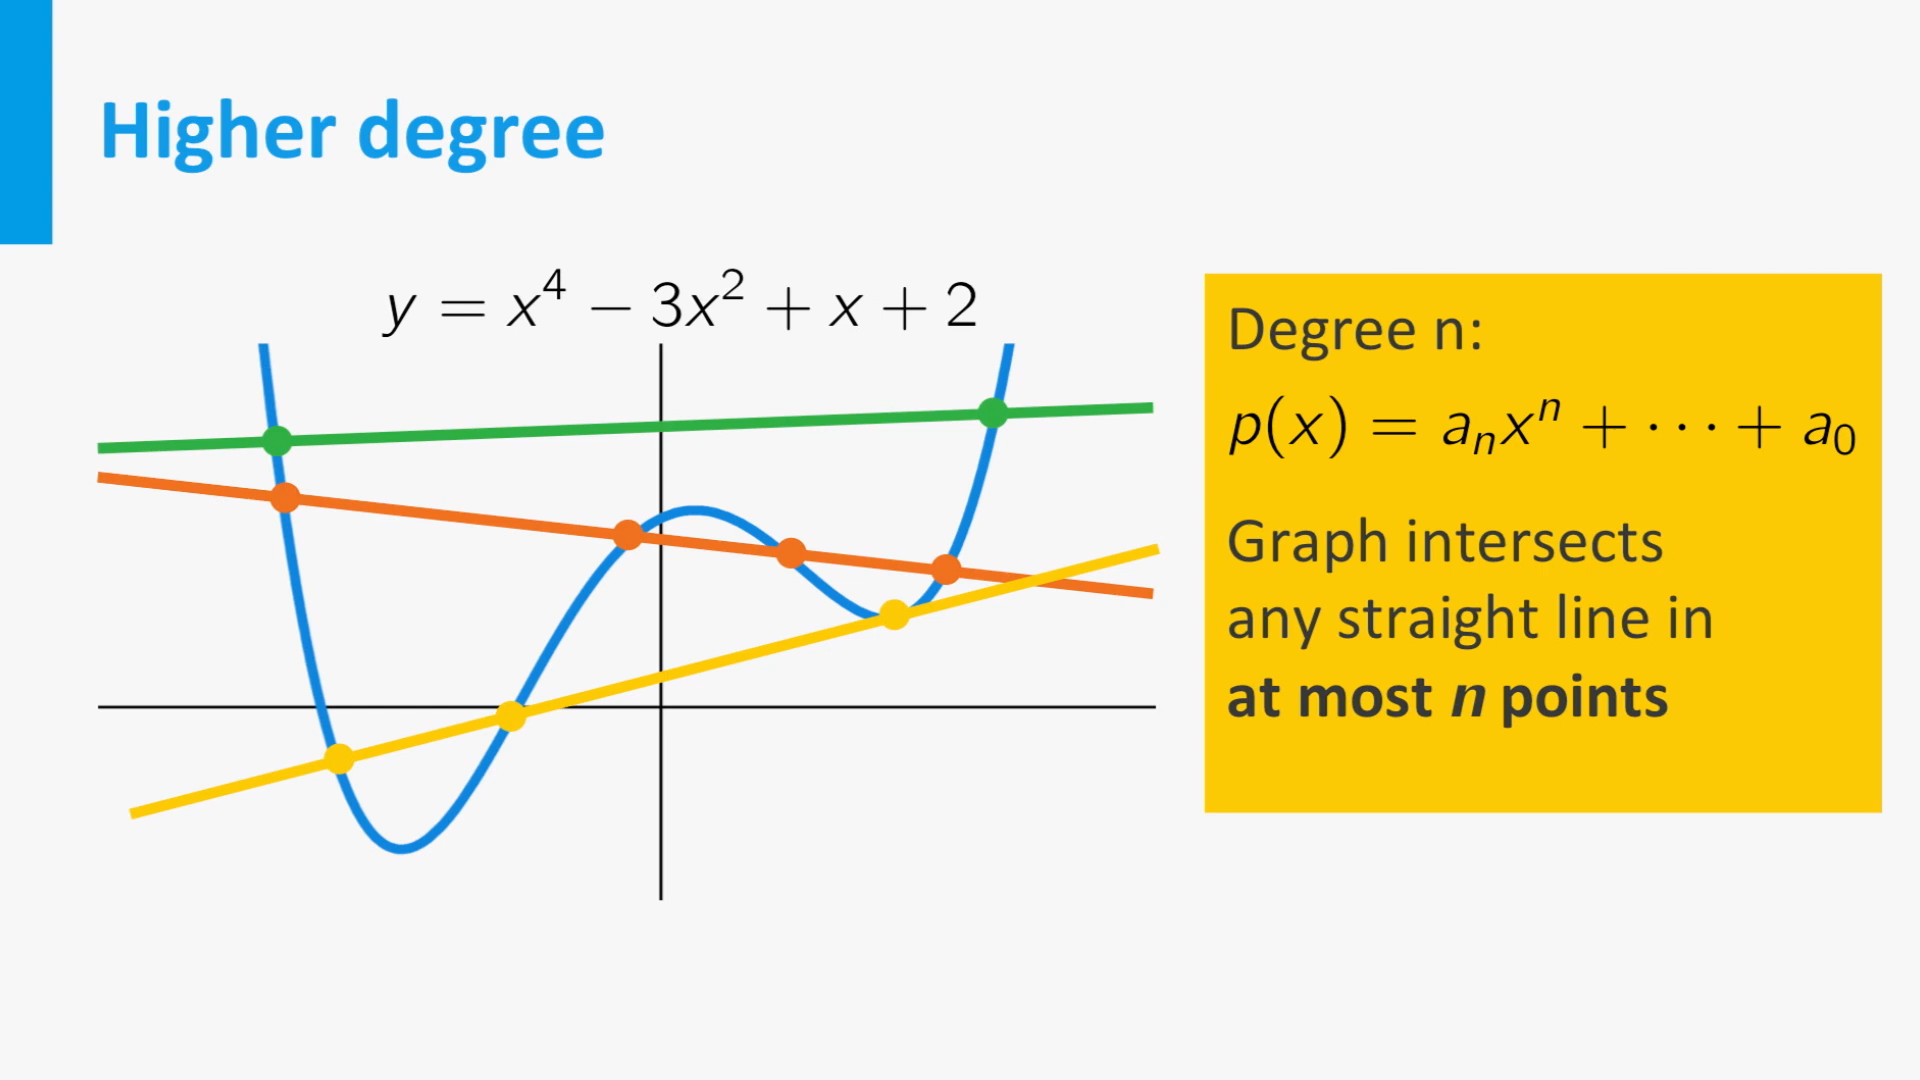 Higher degree
y = x⁴ − 3x² + x + 2
Degree n:
p(x) = aₙxⁿ + · · · + a₀
Graph intersects
any straight line in
at most n points